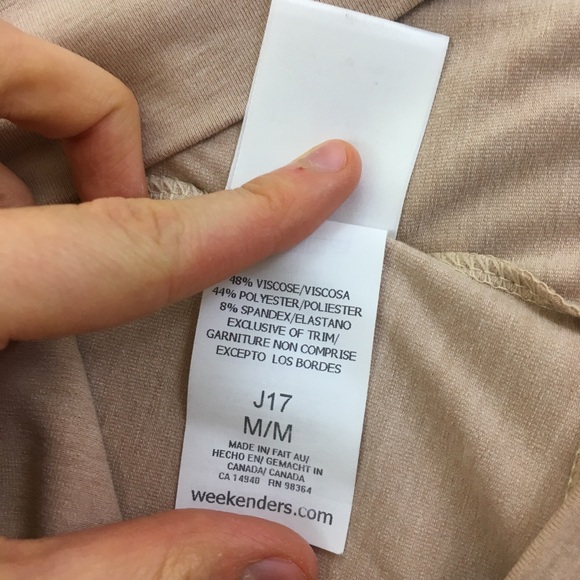 48% VISCOSE/VISCOSA
44% POLYESTER/POLIESTER
8% SPANDEX/ELASTANO
EXCLUSIVE OF TRIM/
GARNITURE NON COMPRISE
EXCEPTO LOS BORDES
J17
M/M
MADE IN/ FAIT AU/
HECHO EN/ GEMACHT IN
CANADA/ CANADA
CA 14940 RN 98364
weekenders.com